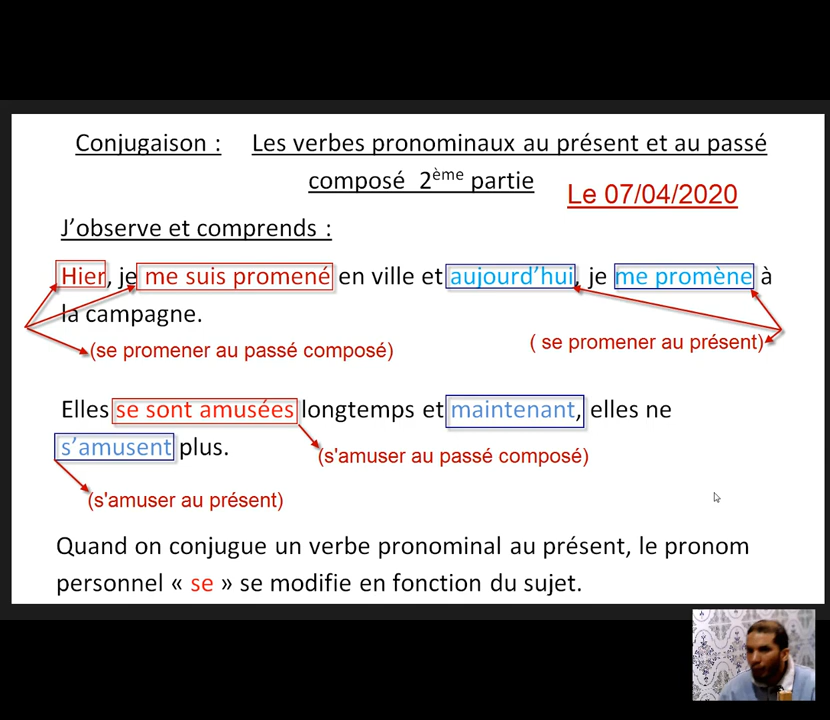 Conjugaison : Les verbes pronominaux au présent et au passé
composé 2ème partie
Le 07/04/2020
J’observe et comprends :
Hier, je me suis promené en ville et aujourd’hui, je me promène à
la campagne.
(se promener au passé composé)
( se promener au présent)
Elles se sont amusées longtemps et maintenant, elles ne
s’amusent plus.
(s'amuser au passé composé)
(s'amuser au présent)
Quand on conjugue un verbe pronominal au présent, le pronom
personnel « se » se modifie en fonction du sujet.